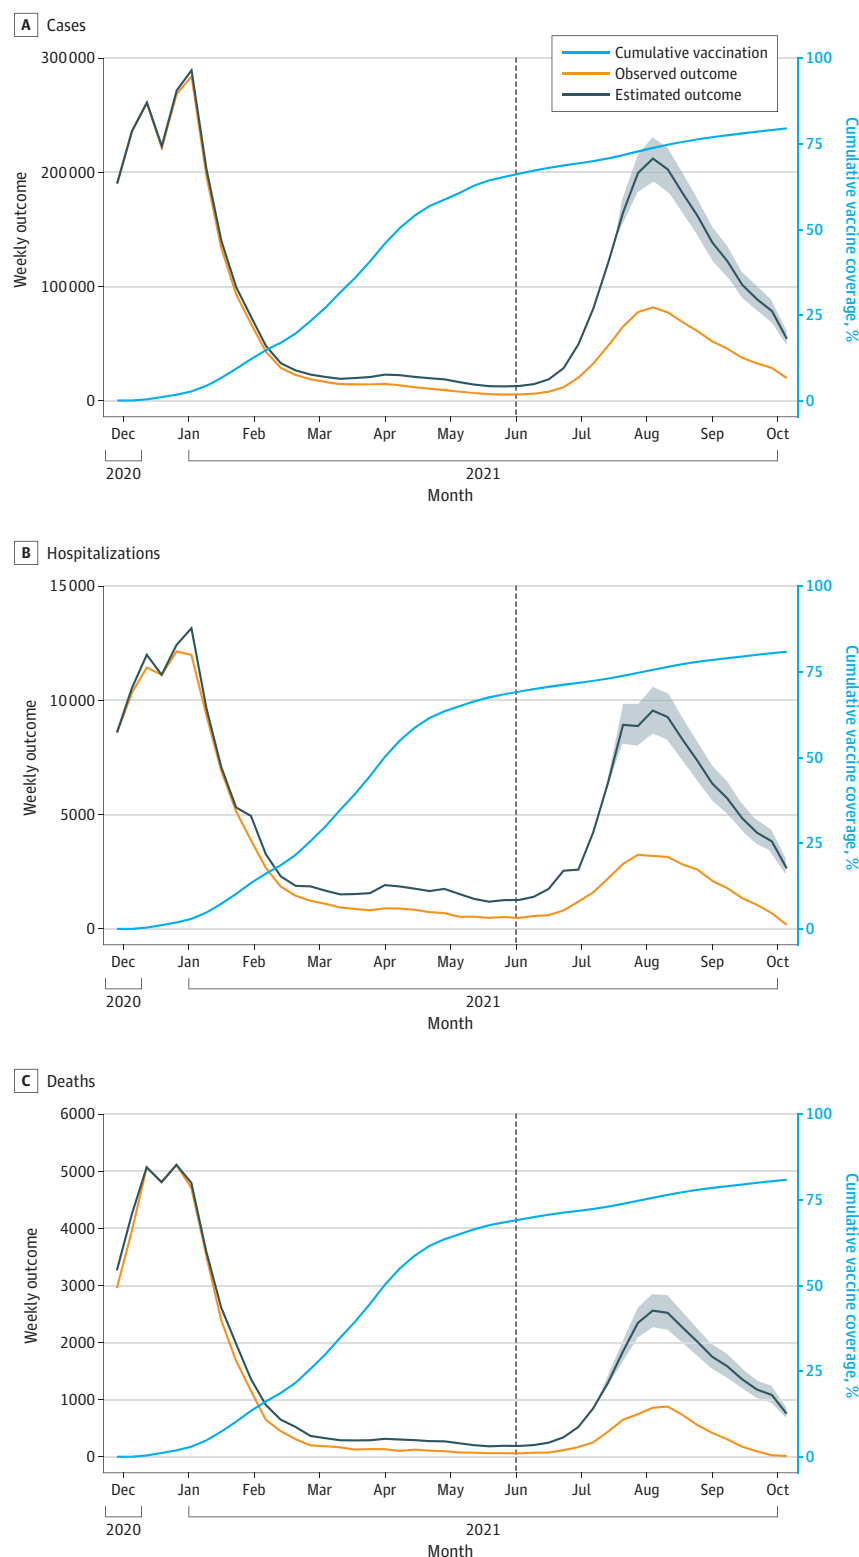 A Cases
Cumulative vaccination
Observed outcome
Estimated outcome
300000
200000
100000
0
Weekly outcome
100
75
50
25
0
Cumulative vaccine coverage, %
Dec Jan Feb Mar Apr May Jun Jul Aug Sep Oct
2020 2021
Month
B Hospitalizations
15000
10000
5000
0
Weekly outcome
100
75
50
25
0
Cumulative vaccine coverage, %
Dec Jan Feb Mar Apr May Jun Jul Aug Sep Oct
2020 2021
Month
C Deaths
6000
5000
4000
3000
2000
1000
0
Weekly outcome
100
75
50
25
0
Cumulative vaccine coverage, %
Dec Jan Feb Mar Apr May Jun Jul Aug Sep Oct
2020 2021
Month